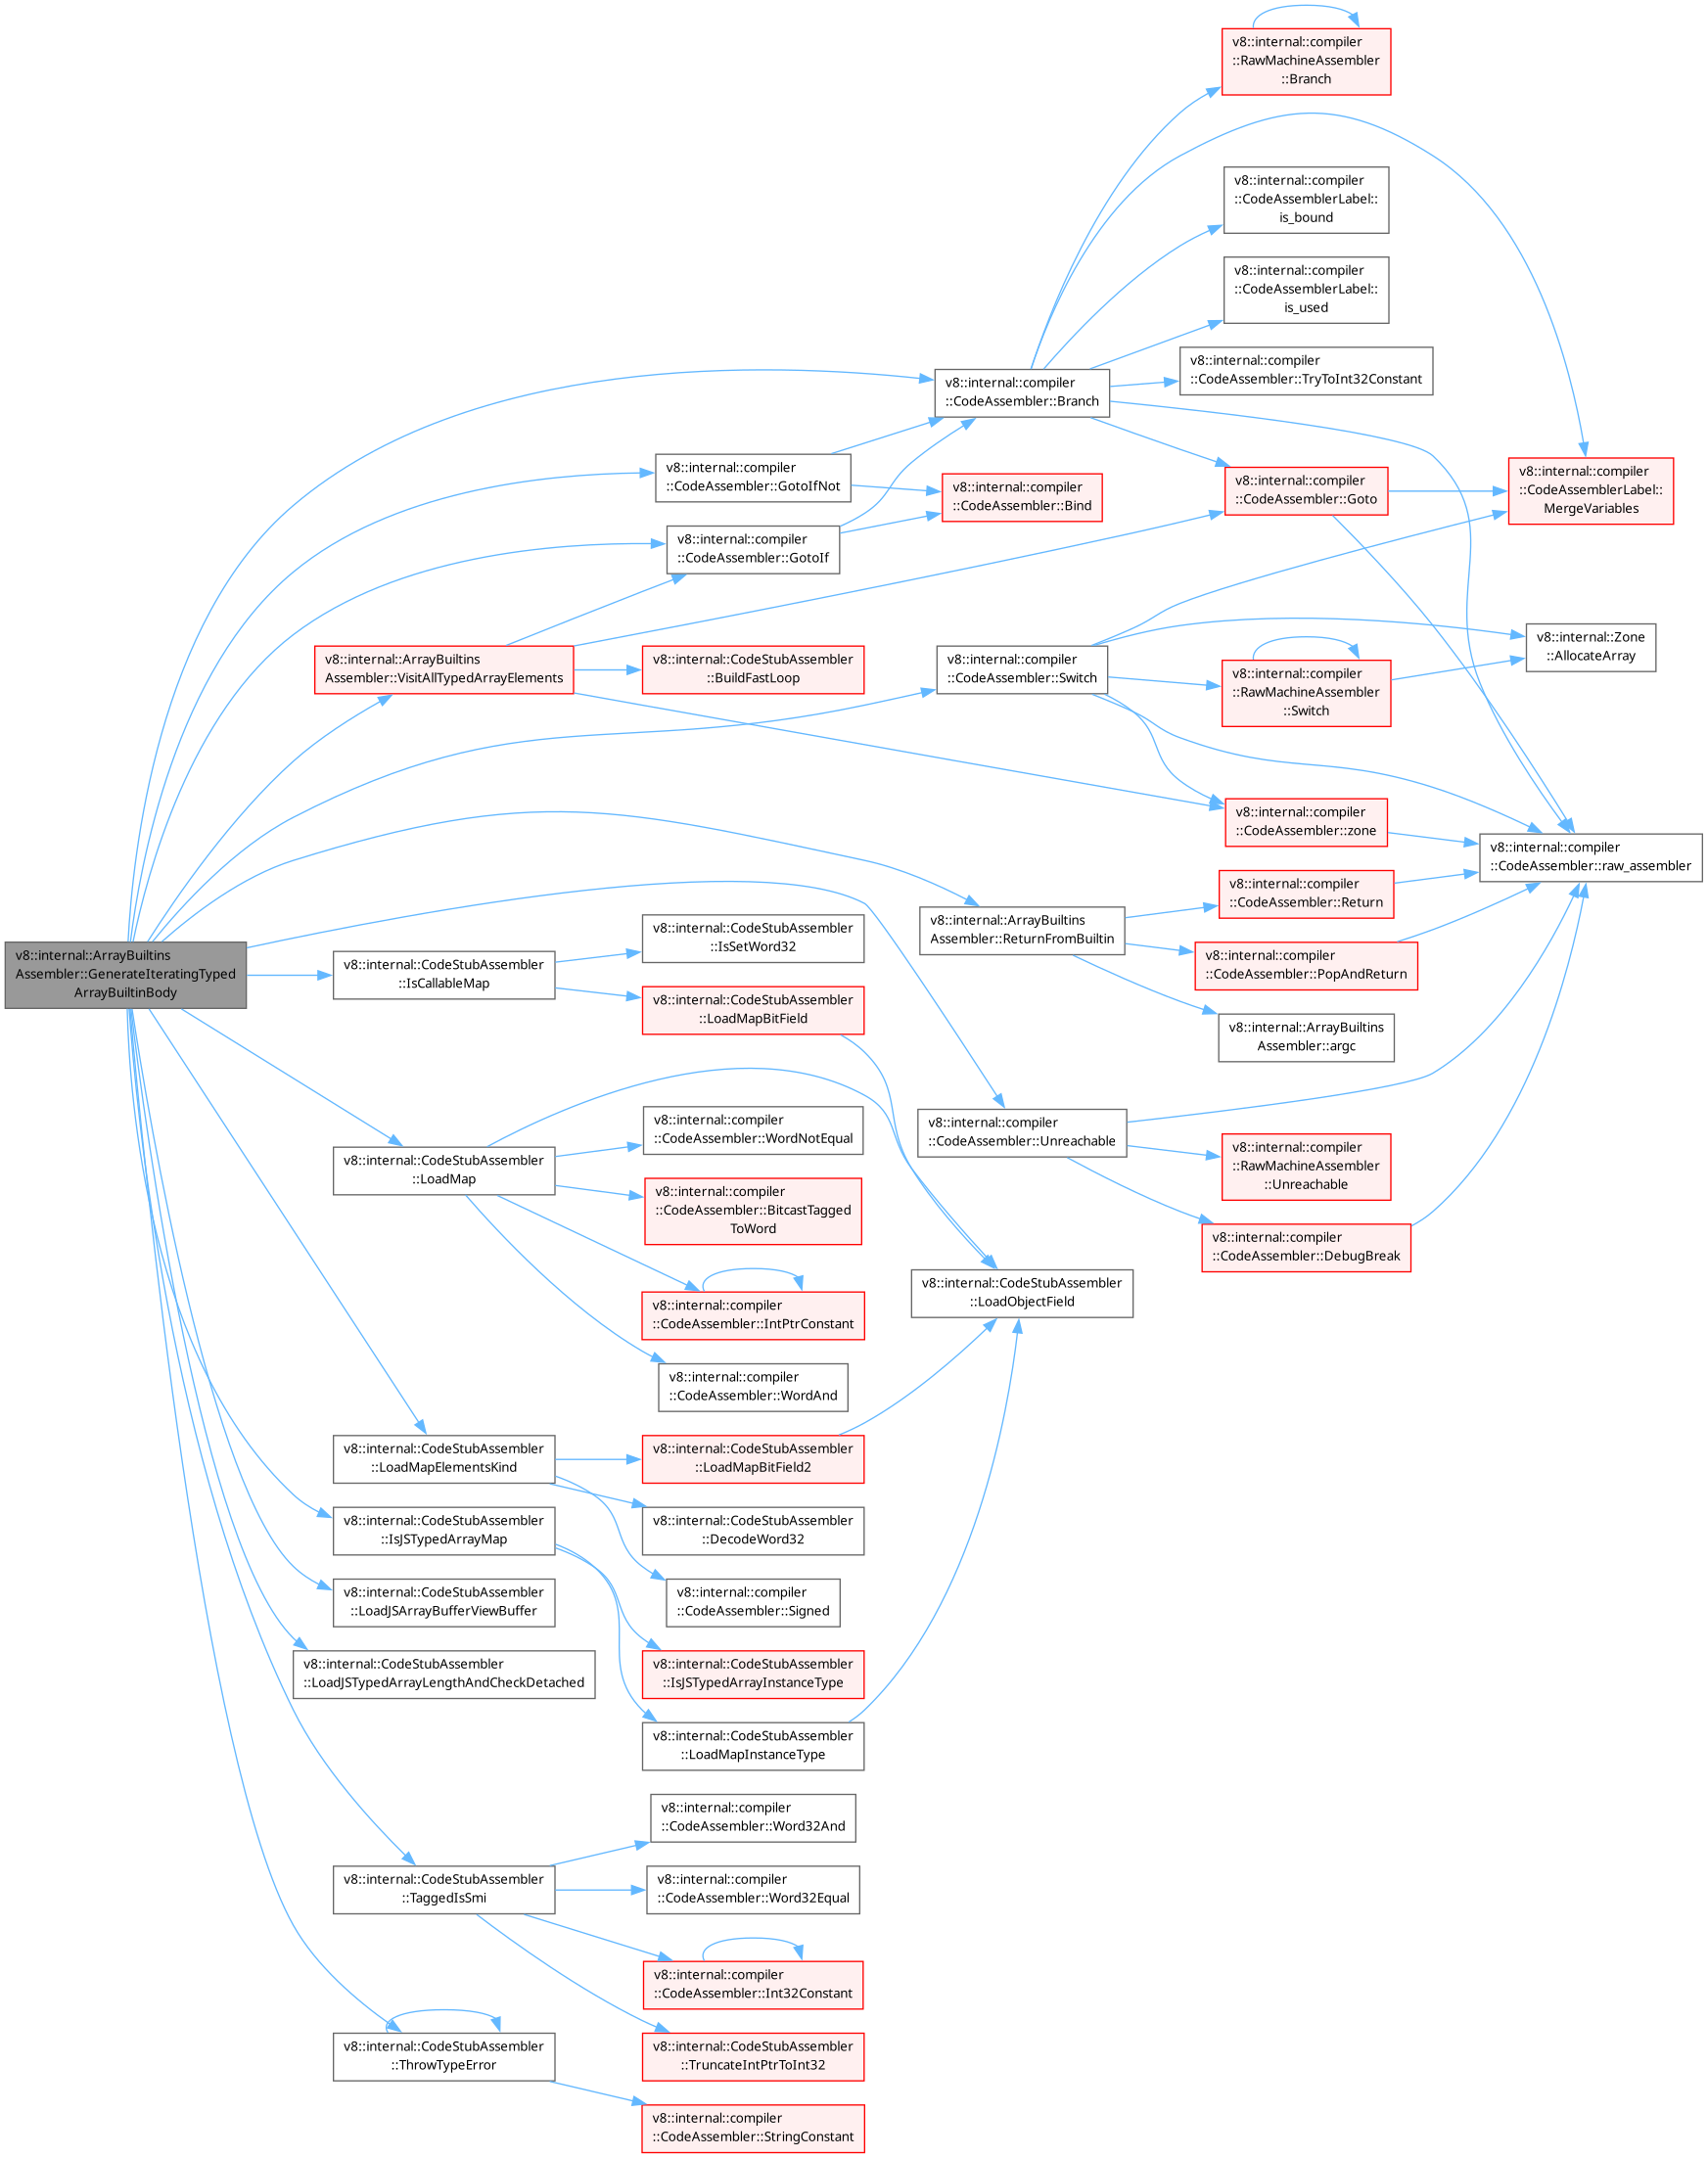 v8::internal::compiler
::RawMachineAssembler
::Branch
v8::internal::compiler
::CodeAssemblerLabel::
is_bound
v8::internal::compiler
::CodeAssemblerLabel::
is_used
v8::internal::compiler
::CodeAssembler::TryToInt32Constant
v8::internal::compiler
::CodeAssembler::Branch
v8::internal::compiler
::CodeAssembler::GotoIfNot
v8::internal::compiler
::CodeAssembler::Bind
v8::internal::compiler
::CodeAssembler::Goto
v8::internal::compiler
::CodeAssemblerLabel::
MergeVariables
v8::internal::compiler
::CodeAssembler::GotoIf
v8::internal::ArrayBuiltins
Assembler::VisitAllTypedArrayElements
v8::internal::CodeStubAssembler
::BuildFastLoop
v8::internal::compiler
::CodeAssembler::Switch
v8::internal::compiler
::RawMachineAssembler
::Switch
v8::internal::Zone
::AllocateArray
v8::internal::compiler
::CodeAssembler::zone
v8::internal::compiler
::CodeAssembler::raw_assembler
v8::internal::compiler
::CodeAssembler::Return
v8::internal::ArrayBuiltins
Assembler::ReturnFromBuiltin
v8::internal::compiler
::CodeAssembler::PopAndReturn
v8::internal::ArrayBuiltins
Assembler::argc
v8::internal::ArrayBuiltins
Assembler::GenerateIteratingTyped
ArrayBuiltinBody
v8::internal::CodeStubAssembler
::IsCallableMap
v8::internal::CodeStubAssembler
::IsSetWord32
v8::internal::CodeStubAssembler
::LoadMapBitField
v8::internal::compiler
::CodeAssembler::Unreachable
v8::internal::compiler
::RawMachineAssembler
::Unreachable
v8::internal::compiler
::CodeAssembler::DebugBreak
v8::internal::CodeStubAssembler
::LoadMap
v8::internal::compiler
::CodeAssembler::WordNotEqual
v8::internal::compiler
::CodeAssembler::BitcastTagged
ToWord
v8::internal::compiler
::CodeAssembler::IntPtrConstant
v8::internal::compiler
::CodeAssembler::WordAnd
v8::internal::CodeStubAssembler
::LoadObjectField
v8::internal::CodeStubAssembler
::LoadMapElementsKind
v8::internal::CodeStubAssembler
::LoadMapBitField2
v8::internal::CodeStubAssembler
::DecodeWord32
v8::internal::compiler
::CodeAssembler::Signed
v8::internal::CodeStubAssembler
::IsJSTypedArrayMap
v8::internal::CodeStubAssembler
::LoadJSArrayBufferViewBuffer
v8::internal::CodeStubAssembler
::LoadJSTypedArrayLengthAndCheckDetached
v8::internal::CodeStubAssembler
::IsJSTypedArrayInstanceType
v8::internal::CodeStubAssembler
::LoadMapInstanceType
v8::internal::CodeStubAssembler
::TaggedIsSmi
v8::internal::compiler
::CodeAssembler::Word32And
v8::internal::compiler
::CodeAssembler::Word32Equal
v8::internal::compiler
::CodeAssembler::Int32Constant
v8::internal::CodeStubAssembler
::TruncateIntPtrToInt32
v8::internal::CodeStubAssembler
::ThrowTypeError
v8::internal::compiler
::CodeAssembler::StringConstant